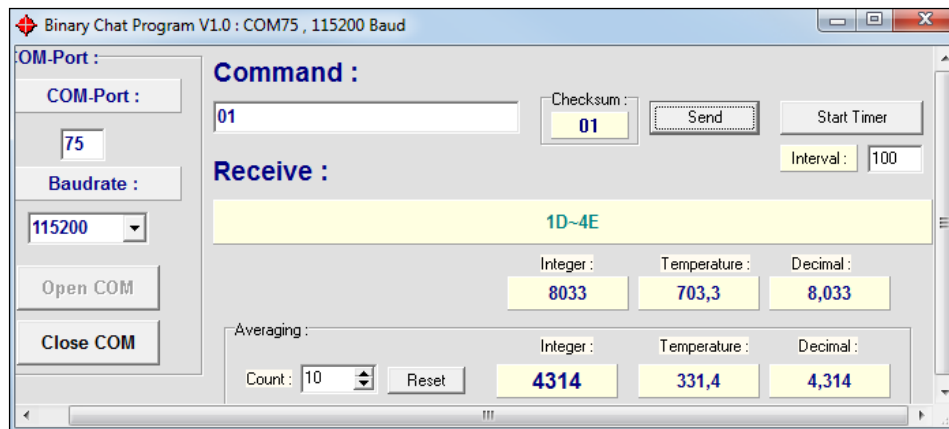 Binary Chat Program V1.0 : COM75 , 115200 Baud
COM-Port :
COM-Port :
75
Baudrate :
115200
Open COM
Close COM
Command :
01
Checksum :
01
Send
Start Timer
Interval : 100
Receive :
1D~4E
Integer : Temperature : Decimal :
8033 703,3 8,033
Averaging :
Integer : Temperature : Decimal :
Count : 10 Reset 4314 331,4 4,314